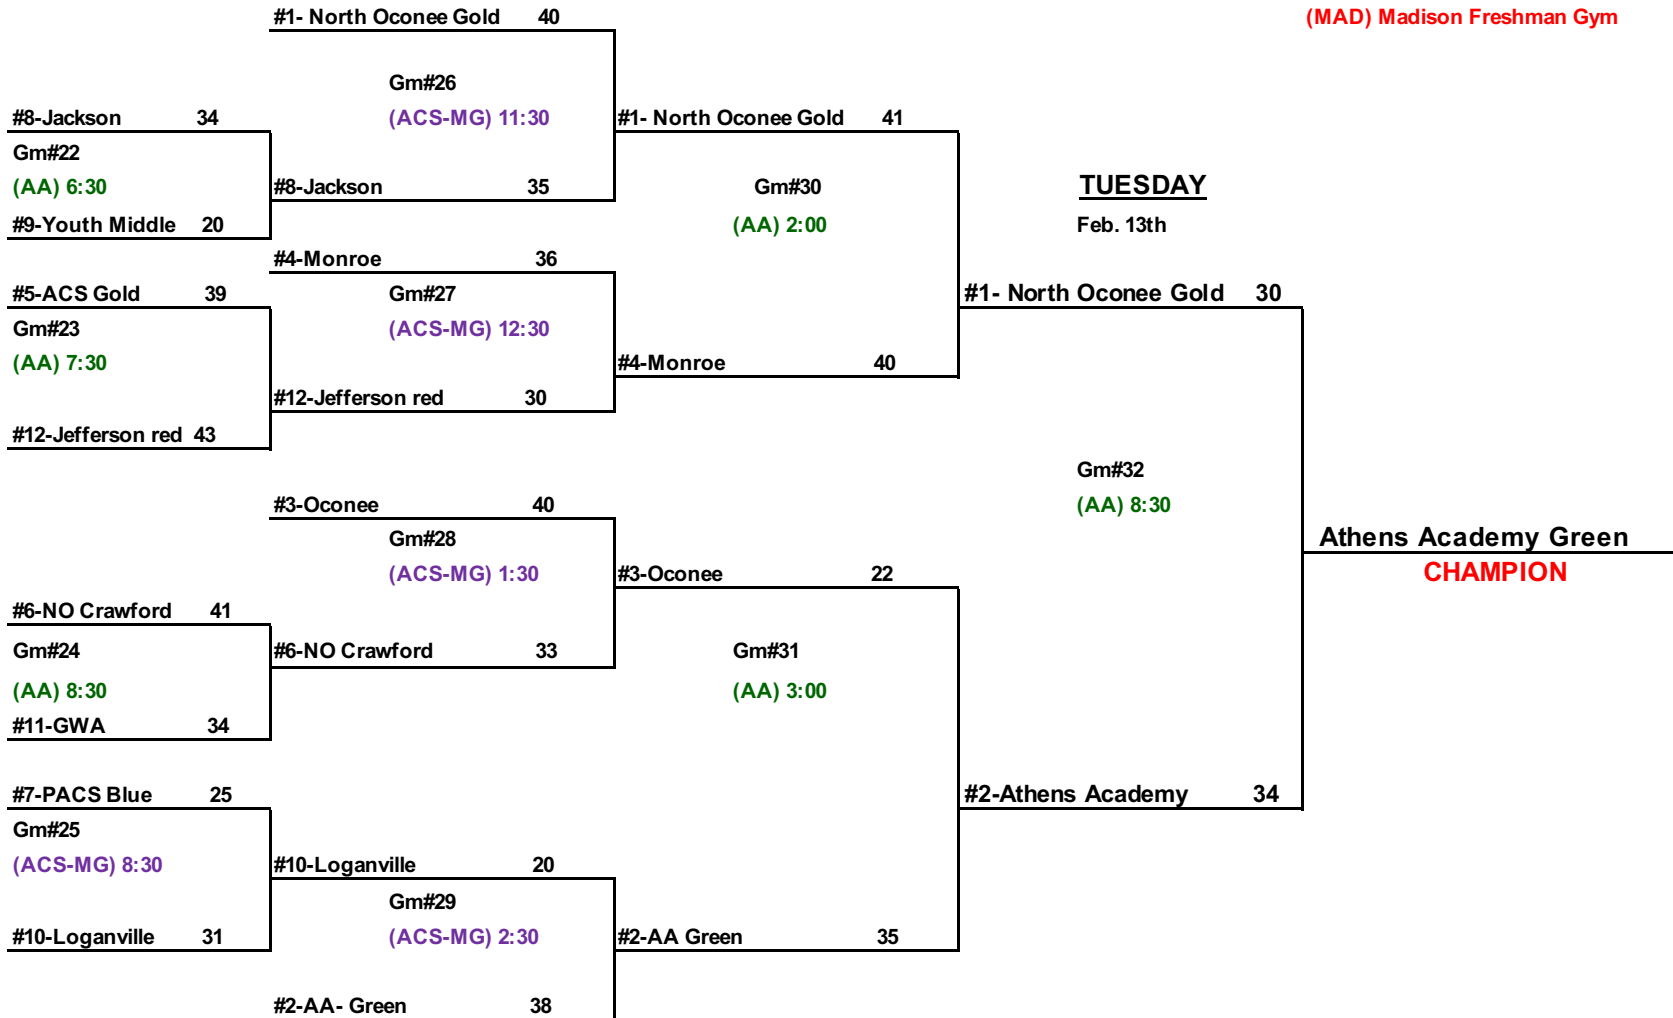 #1- North Oconee Gold 40
(MAD) Madison Freshman Gym
Gm#26
#8-Jackson 34
(ACS-MG) 11:30
#1- North Oconee Gold 41
Gm#22
(AA) 6:30
#8-Jackson 35
Gm#30
TUESDAY
#9-Youth Middle 20
(AA) 2:00
Feb. 13th
#4-Monroe 36
#5-ACS Gold 39
Gm#27
#1- North Oconee Gold 30
Gm#23
(ACS-MG) 12:30
(AA) 7:30
#4-Monroe 40
#12-Jefferson red 30
#12-Jefferson red 43
Gm#32
#3-Oconee 40
(AA) 8:30
Gm#28
Athens Academy Green
(ACS-MG) 1:30
#3-Oconee 22
CHAMPION
#6-NO Crawford 41
Gm#24
#6-NO Crawford 33
Gm#31
(AA) 8:30
(AA) 3:00
#11-GWA 34
#7-PACS Blue 25
#2-Athens Academy 34
Gm#25
(ACS-MG) 8:30
#10-Loganville 20
Gm#29
#10-Loganville 31
(ACS-MG) 2:30
#2-AA Green 35
#2-AA- Green 38